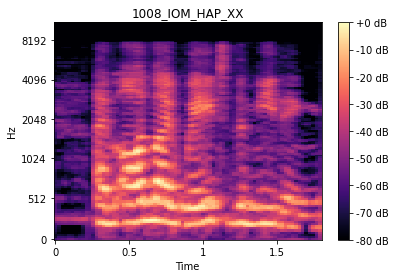 1008_IOM_HAP_XX
+0 dB
8192
-10 dB
4096
-20 dB
-30 dB
2048
Hz
-40 dB
1024
-50 dB
512
-60 dB
-70 dB
0
-80 dB
0 0.5 1 1.5
Time